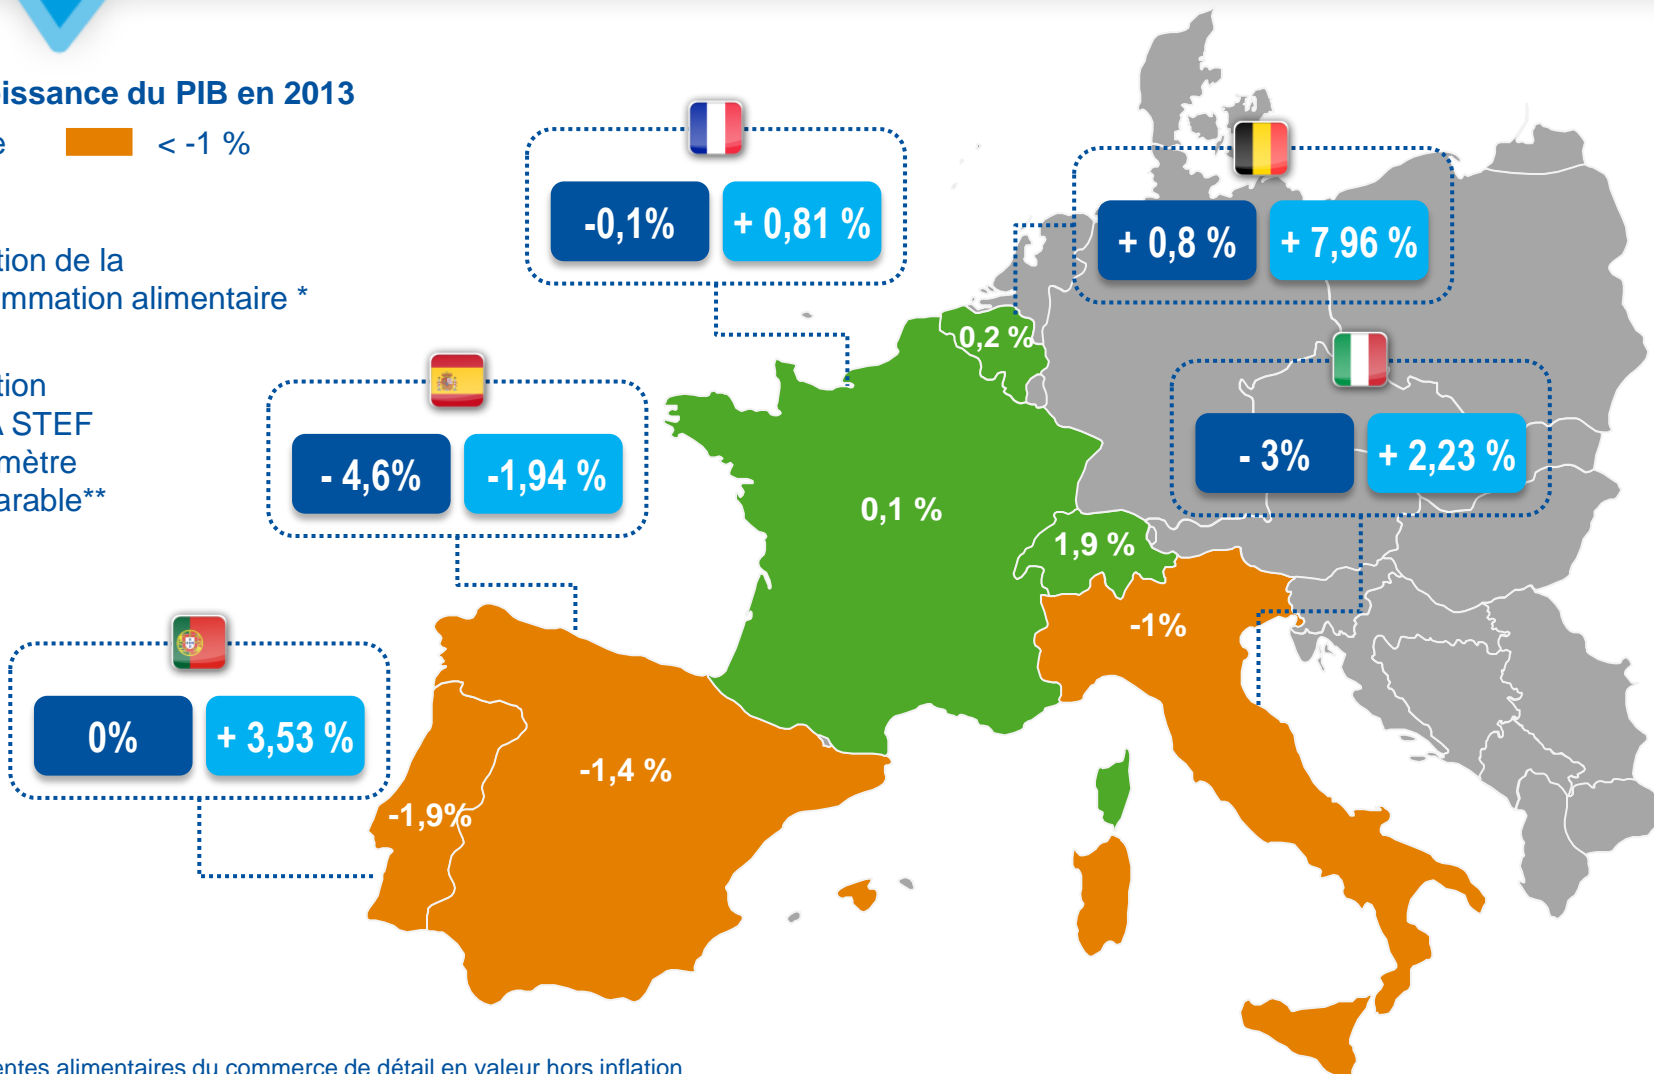 issance du PIB en 2013
e < -1 %
tion de la
mmation alimentaire *
tion
A STEF
mètre
arable**
-0,1% + 0,81 %
+ 0,8 % + 7,96 %
0,2 %
- 4,6% -1,94 %
- 3% + 2,23 %
0,1 %
1,9 %
-1%
0% + 3,53 %
-1,4 %
-1,9%
entes alimentaires du commerce de détail en valeur hors inflation